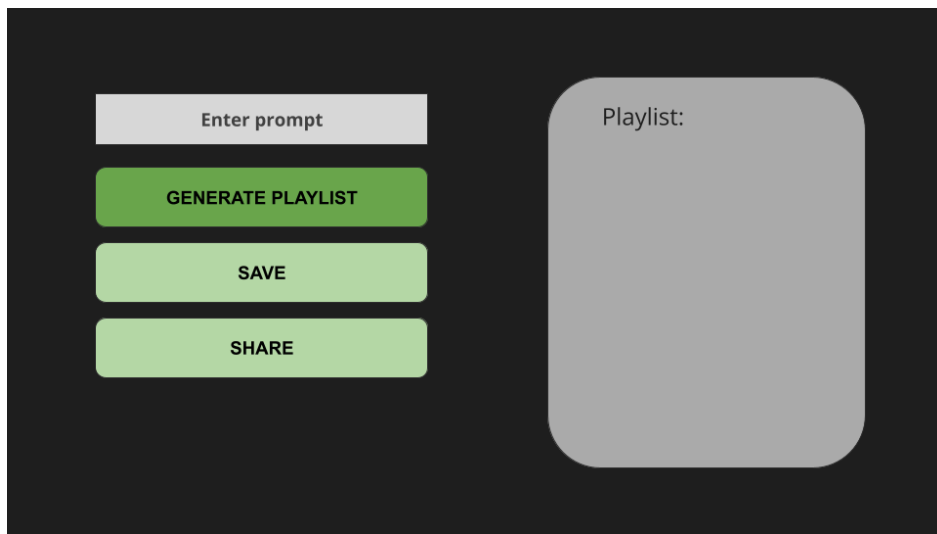 Enter prompt
GENERATE PLAYLIST
SAVE
SHARE
Playlist: